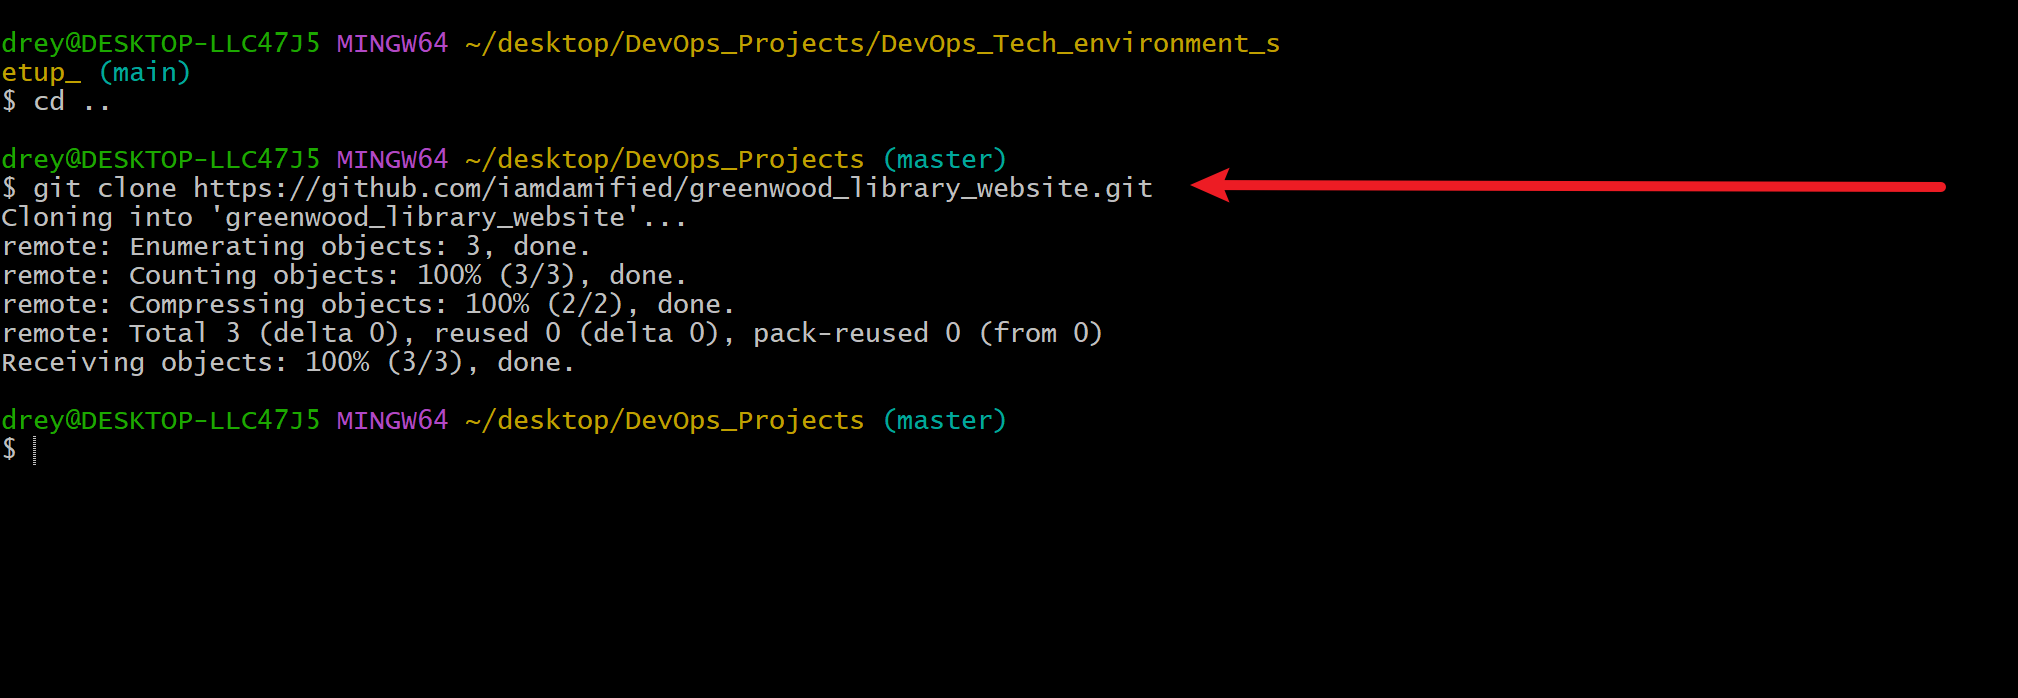 drey@DESKTOP-LLC47J5 MINGW64 ~/desktop/DevOps_Projects/DevOps_Tech_environment_s
etup_ (main)
$ cd ..
drey@DESKTOP-LLC47J5 MINGW64 ~/desktop/DevOps_Projects (master)
$ git clone https://github.com/iamdamified/greenwood_library_website.git
Cloning into 'greenwood_library_website'...
remote: Enumerating objects: 3, done.
remote: Counting objects: 100% (3/3), done.
remote: Compressing objects: 100% (2/2), done.
remote: Total 3 (delta 0), reused 0 (delta 0), pack-reused 0 (from 0)
Receiving objects: 100% (3/3), done.
drey@DESKTOP-LLC47J5 MINGW64 ~/desktop/DevOps_Projects (master)
$